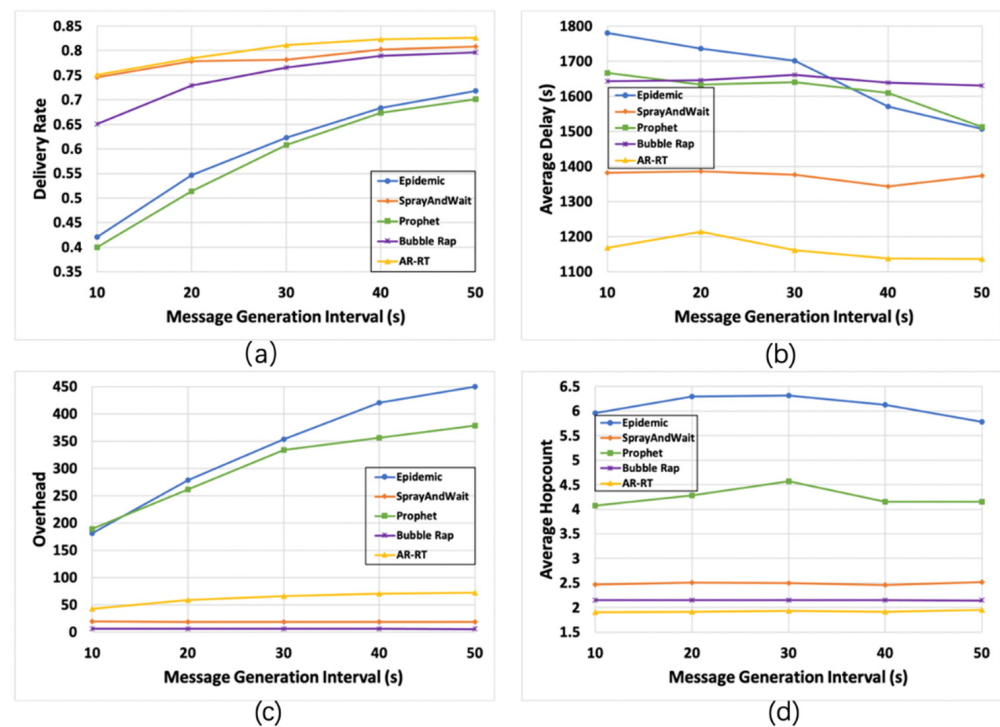 0.85
0.8
0.75
0.7
0.65
0.6
0.55
0.5
0.45
0.4
0.35
Delivery Rate
Epidemic
SprayAndWait
Prophet
Bubble Rap
AR-RT
10 20 30 40 50
Message Generation Interval (s)
(a)
1800
1700
1600
1500
1400
1300
1200
1100
Average Delay (s)
Epidemic
SprayAndWait
Prophet
Bubble Rap
AR-RT
10 20 30 40 50
Message Generation Interval (s)
(b)
450
400
350
300
250
200
150
100
50
0
Overhead
Epidemic
SprayAndWait
Prophet
Bubble Rap
AR-RT
10 20 30 40 50
Message Generation Interval (s)
(c)
6.5
6
5.5
5
4.5
4
3.5
3
2.5
2
1.5
Average Hopcount
Epidemic
SprayAndWait
Prophet
Bubble Rap
AR-RT
10 20 30 40 50
Message Generation Interval (s)
(d)